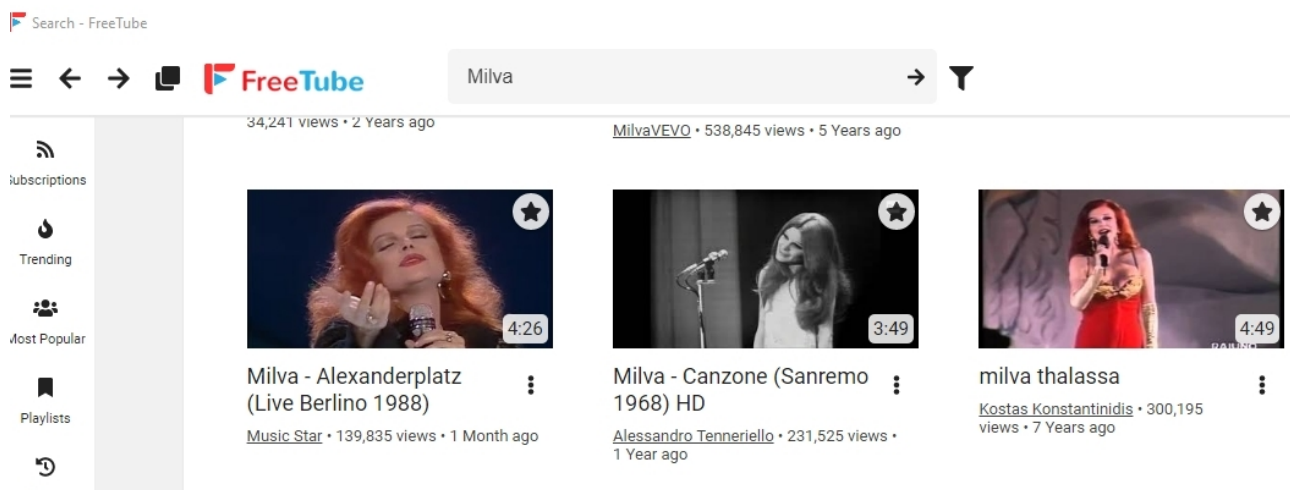 Search - FreeTube
FreeTube
Milva
34,241 views • 2 Years ago
MilvaVEVO • 538,845 views • 5 Years ago
Subscriptions
Trending
Most Popular
Playlists
4:26
3:49
4:49
RAIUNO
Milva - Alexanderplatz
(Live Berlino 1988)
Music Star • 139,835 views • 1 Month ago
Milva - Canzone (Sanremo
1968) HD
Alessandro Tenneriello • 231,525 views •
1 Year ago
milva thalassa
Kostas Konstantinidis • 300,195
views • 7 Years ago